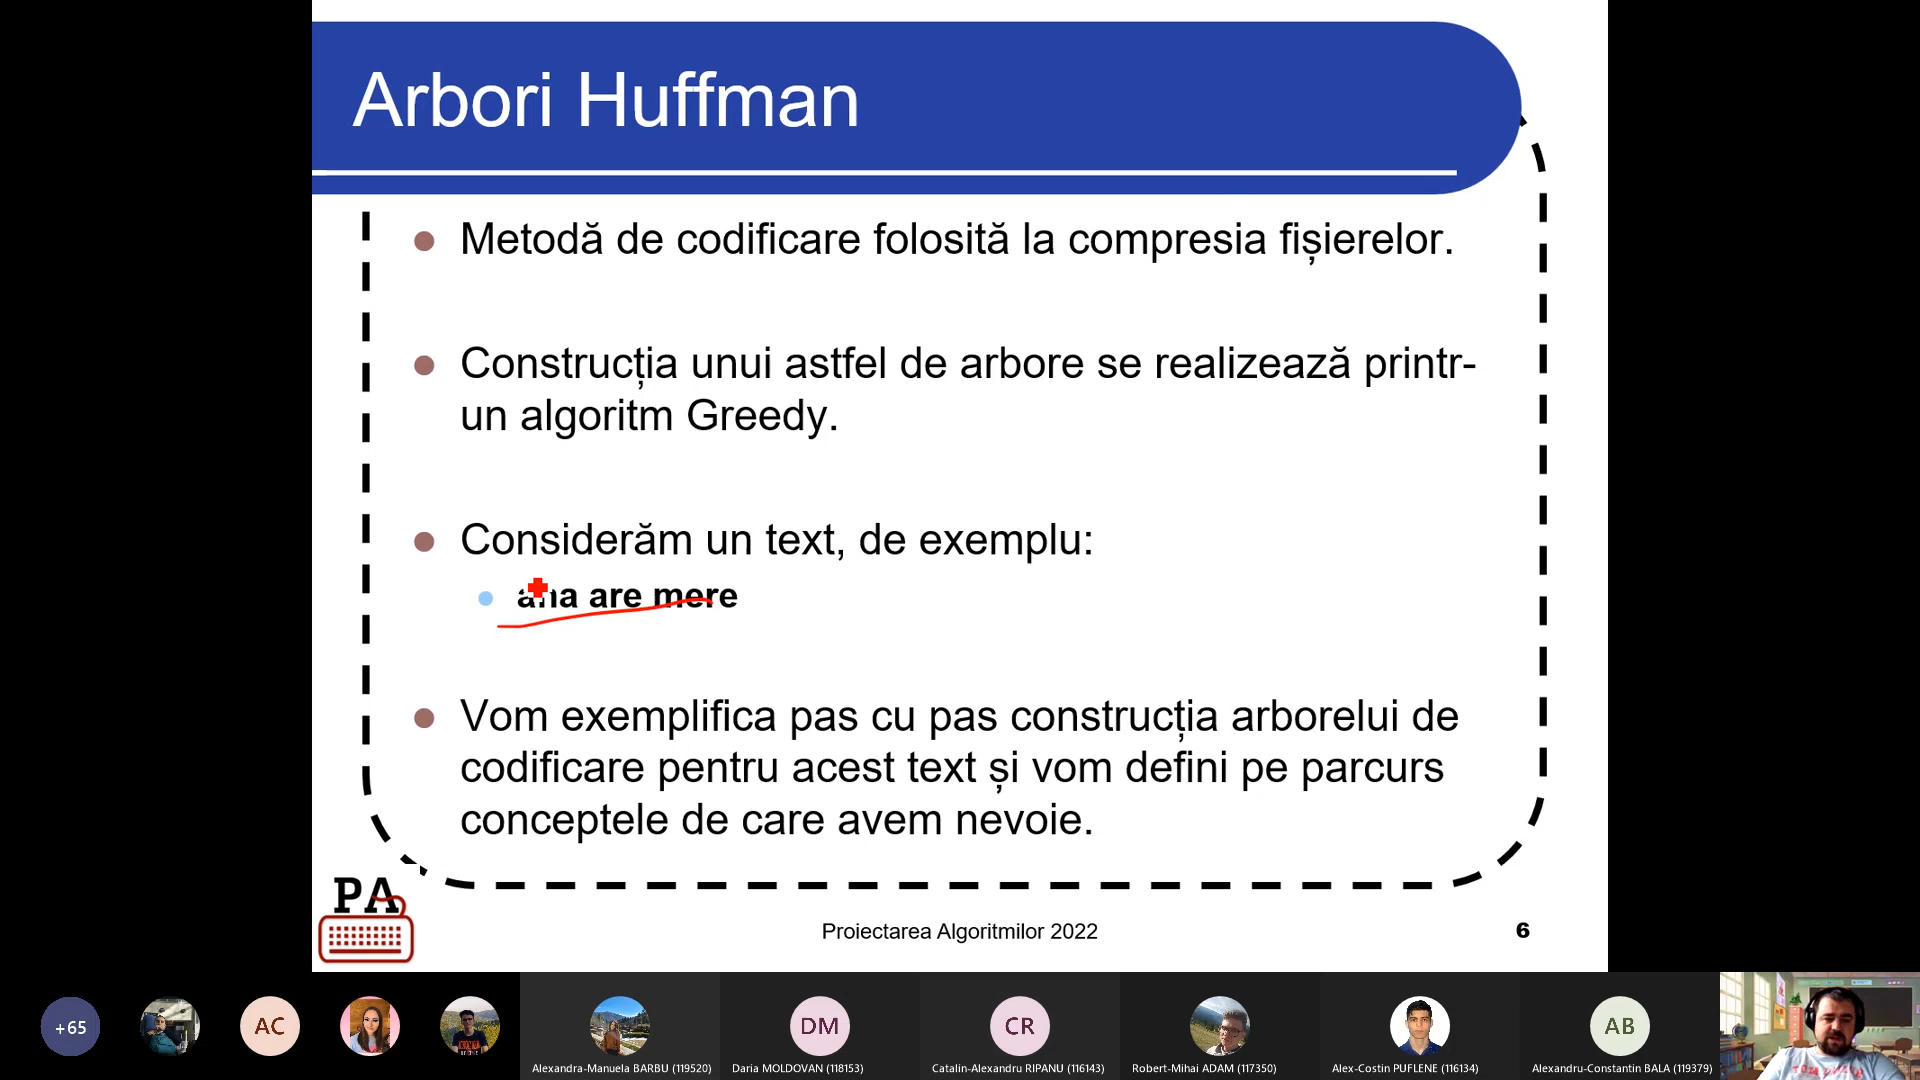 Arbori Huffman
Metodă de codificare folosită la compresia fișierelor.
Construcția unui astfel de arbore se realizează printr-
un algoritm Greedy.
Considerăm un text, de exemplu:
ana are mere
Vom exemplifica pas cu pas construcția arborelui de
codificare pentru acest text și vom defini pe parcurs
conceptele de care avem nevoie.
PA
Proiectarea Algoritmilor 2022
6
+65
AC
DM
CR
AB
Alexandra-Manuela BARBU (119520)
Daria MOLDOVAN (118153)
Catalin-Alexandru RIPANU (116143)
Robert-Mihai ADAM (117350)
Alex-Costin PUFLENE (116134)
Alexandru-Constantin BALA (119379)